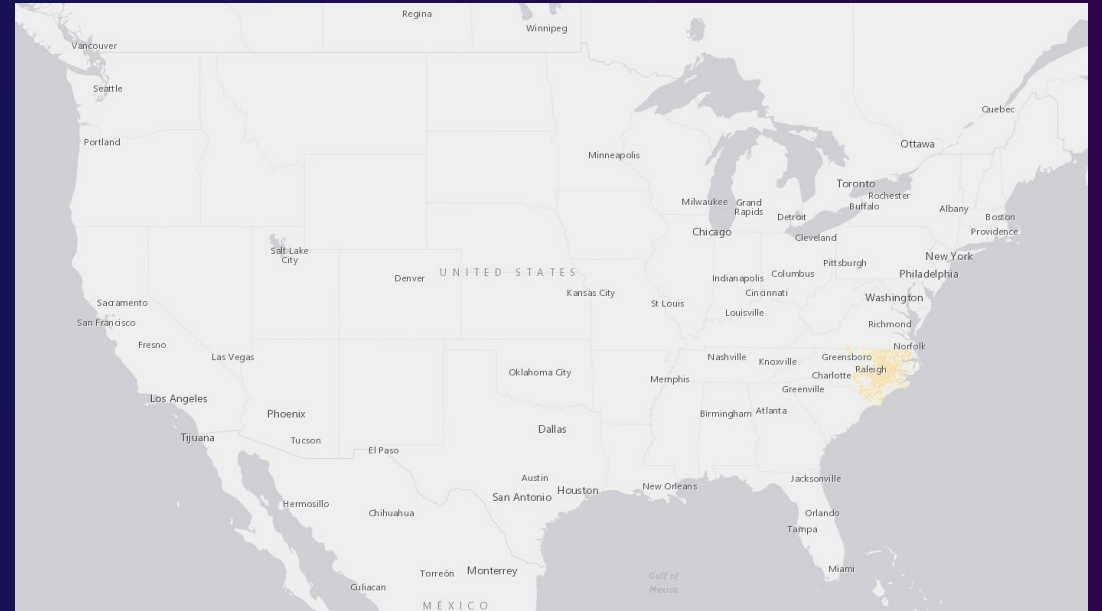 Regina
Winnipeg
Vancouver
Seattle
Quebec
Portland
Ottawa
Minneapolis
Toronto
Rochester
Milwaukee
Grand
Rapids
Buffalo
Albany
Detroit
Boston
Chicago
Providence
Cleveland
Salt Lake
City
New York
Pittsburgh
Denver
UNITED STATES
Indianapolis
Columbus
Philadelphia
Kansas City
Cincinnati
Washington
Sacramento
St Louis
Louisville
San Francisco
Richmond
Fresno
Norfolk
Las Vegas
Nashville
Knoxville
Greensboro
Oklahoma City
Memphis
Charlotte
Raleigh
Greenville
Los Angeles
Phoenix
Birmingham
Atlanta
Dallas
Tijuana
Tucson
El Paso
Austin
Jacksonville
San Antonio
Houston
New Orleans
Hermosillo
Chihuahua
Orlando
Tampa
Torreón
Monterrey
Gulf of
Mexico
Miami
Culiacan
MÉXICO